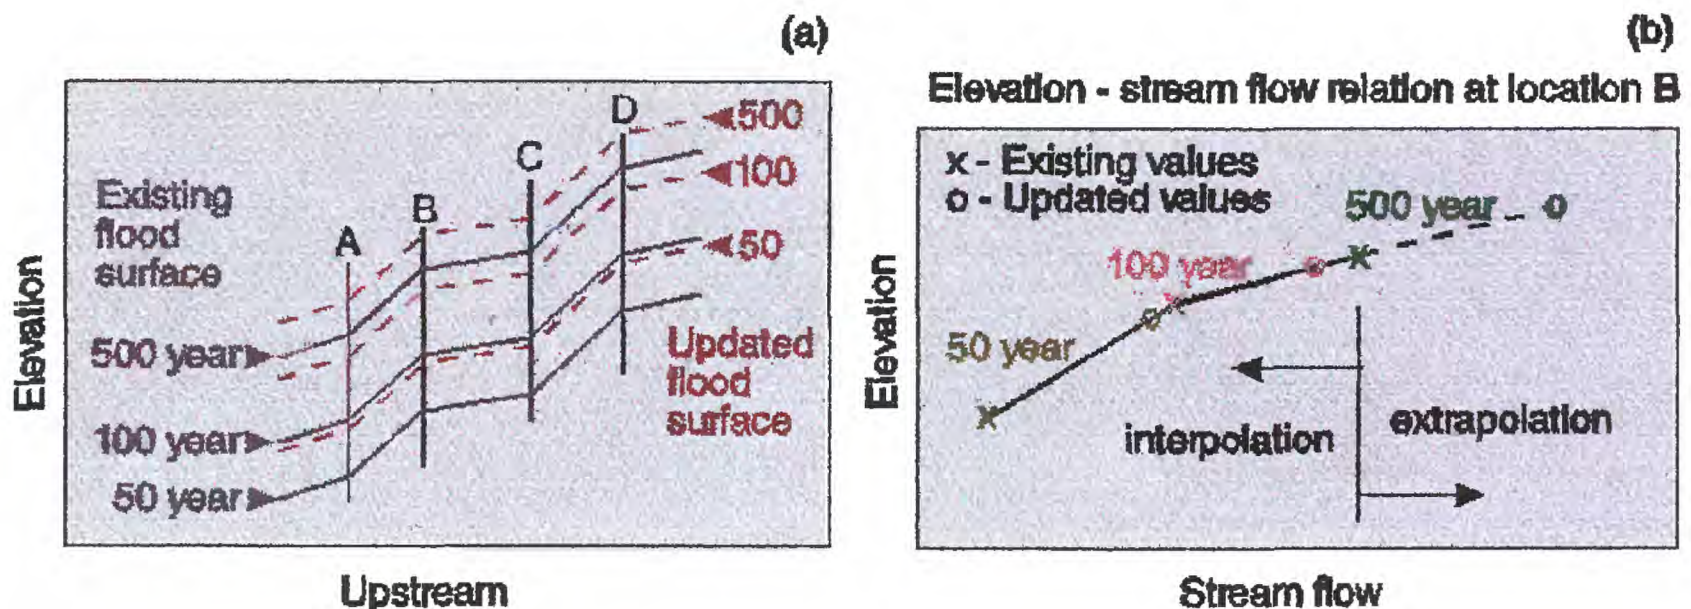 (a)
Elevation
Existing
flood
surface
500 year
100 year
50 year
A
B
C
D
500
100
50
Updated
flood
surface
Upstream
(b)
Elevation - stream flow relation at location B
x - Existing values
o - Updated values
Elevation
50 year
100 year
500 year
interpolation
extrapolation
Stream flow